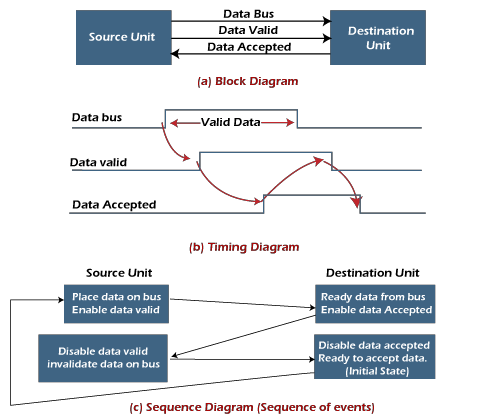 Data Bus
Source Unit
Data Valid
Destination
Unit
Data Accepted
(a) Block Diagram
Data bus
Valid Data
Data valid
Data Accepted
(b) Timing Diagram
Source Unit
Destination Unit
Place data on bus
Enable data valid
Ready data from bus
Enable data Accepted
Disable data valid
invalidate data on bus
Disable data accepted
Ready to accept data.
(Initial State)
(c) Sequence Diagram (Sequence of events)